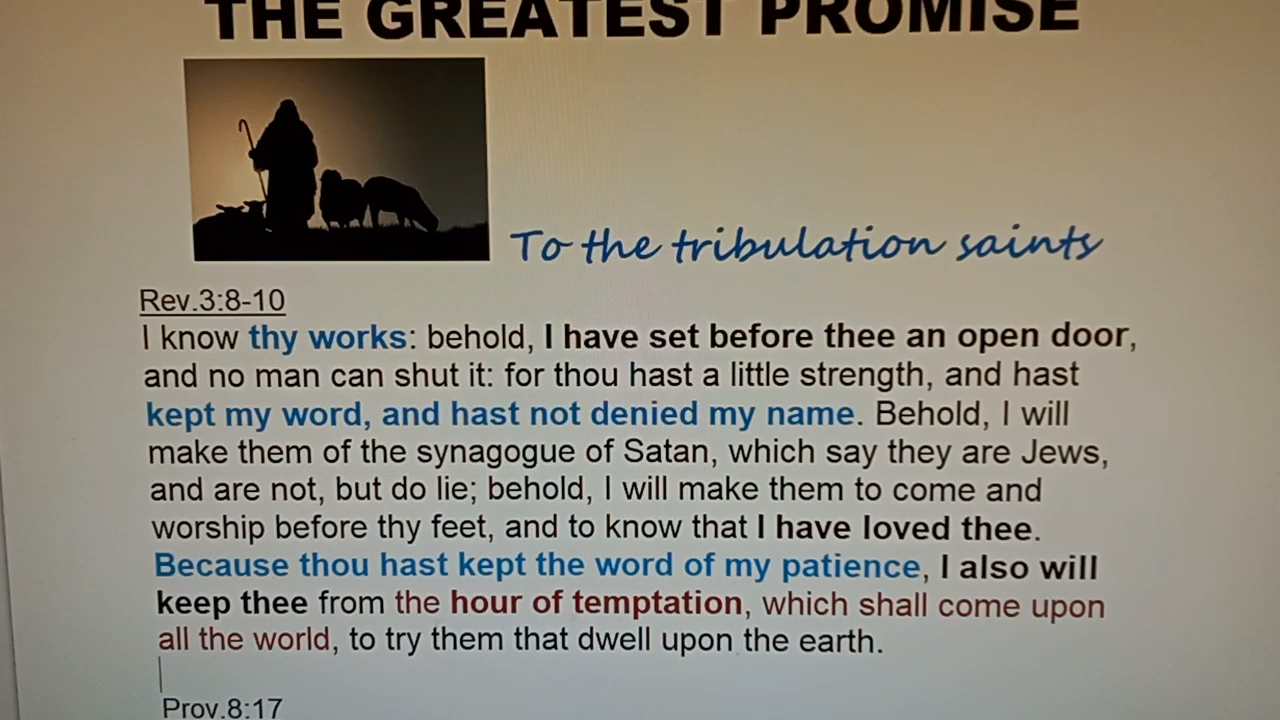 THE GREATEST PROMISE
To the tribulation saints
Rev.3:8-10
I know thy works: behold, I have set before thee an open door,
and no man can shut it: for thou hast a little strength, and hast
kept my word, and hast not denied my name. Behold, I will
make them of the synagogue of Satan, which say they are Jews,
and are not, but do lie; behold, I will make them to come and
worship before thy feet, and to know that I have loved thee.
Because thou hast kept the word of my patience, I also will
keep thee from the hour of temptation, which shall come upon
all the world, to try them that dwell upon the earth.
Prov.8:17